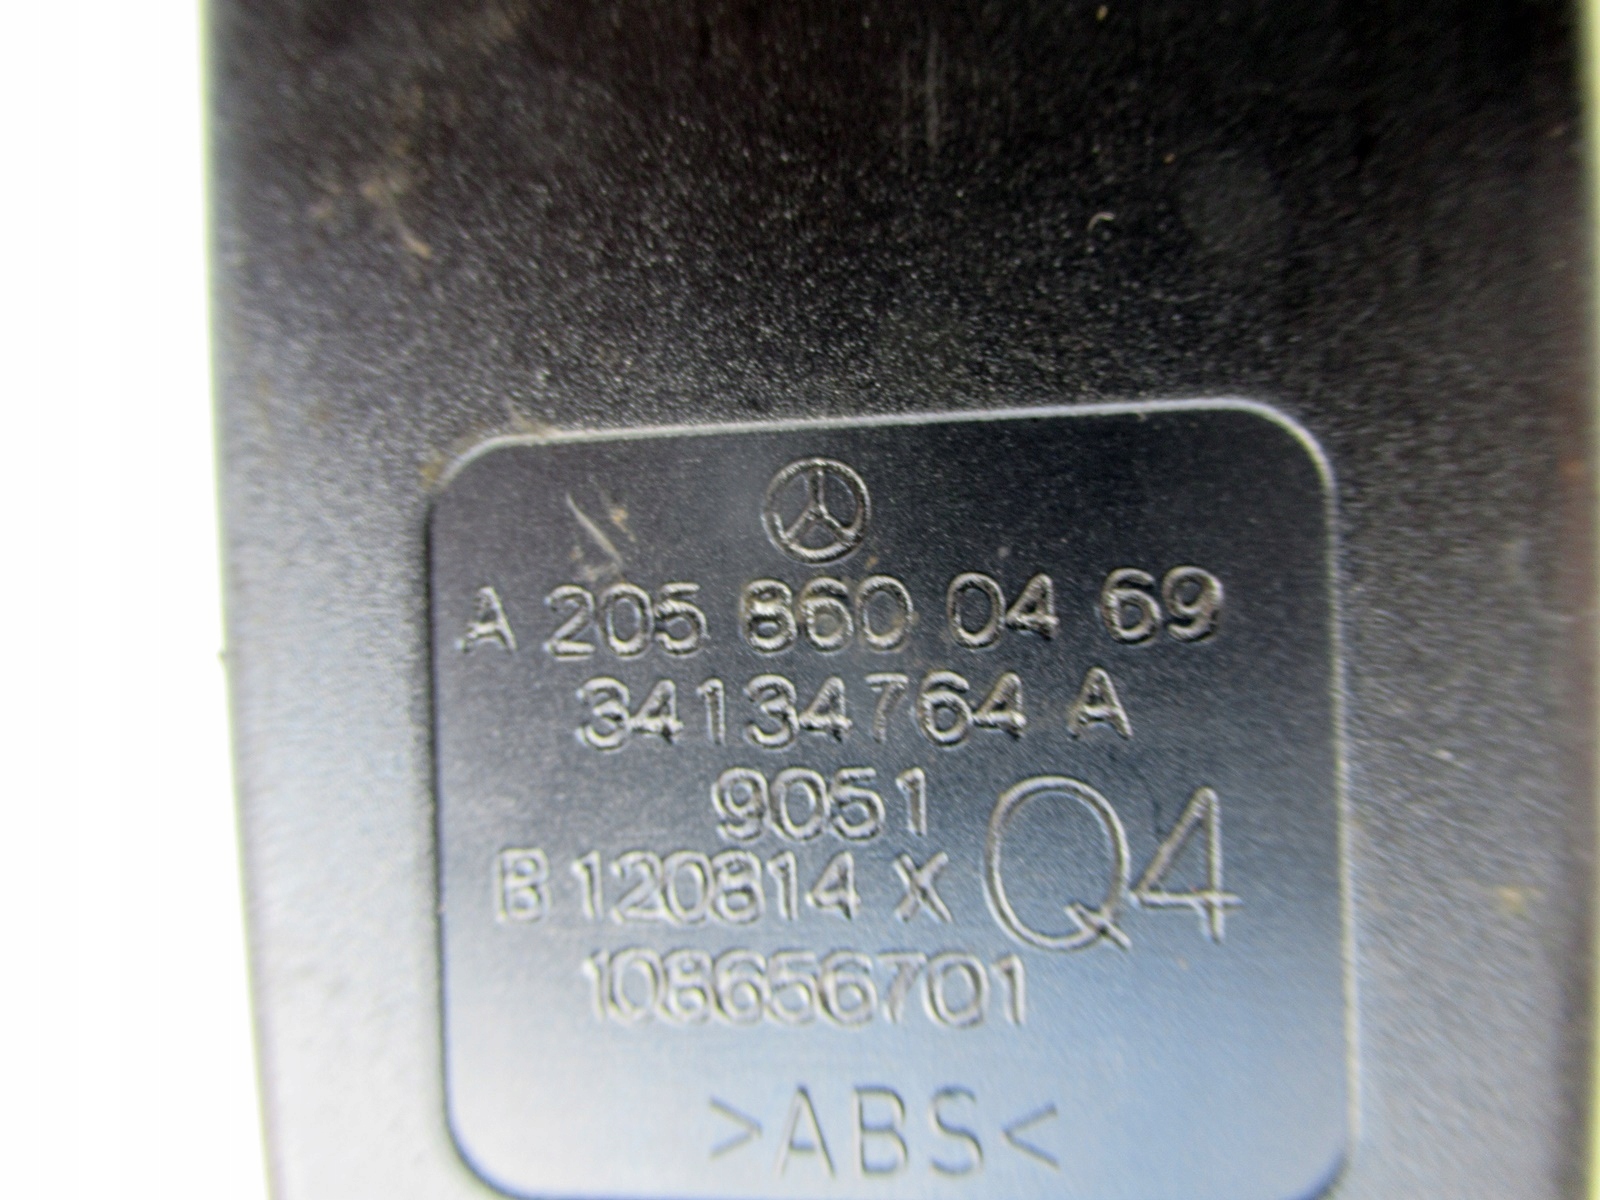 A 205 860 04 69
34134764 A
9051
B 120814 X Q4
108656701
>ABS<